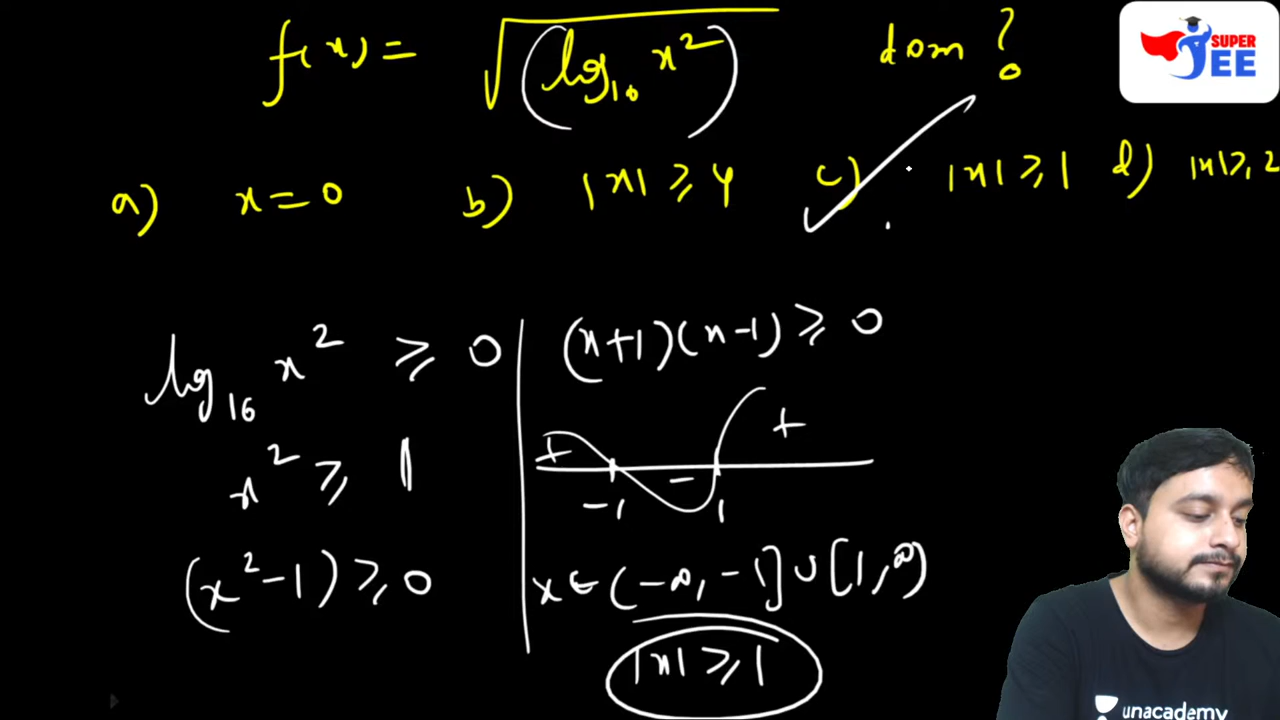 f(x) = √(log₁₆ x²) dom ?
SUPER
JEE
a) x = 0 b) |x| ≥ 4 c) |x| ≥ 1 d) |x| ≥ 2
log₁₆ x² ≥ 0
x² ≥ 1
(x² - 1) ≥ 0
(x+1)(x-1) ≥ 0
+ - +
-1 1
x ∈ (-∞, -1] ∪ [1, ∞)
|x| ≥ 1
unacademy